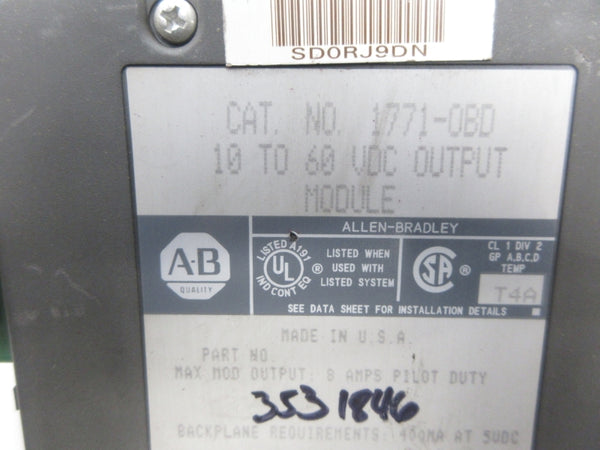 SD0RJ9DN
CAT. NO. 1771-OBD
10 TO 60 VDC OUTPUT
MODULE
ALLEN-BRADLEY
A-B
QUALITY
LISTED A191
UL
IND CONT EQ
®
LISTED WHEN
USED WITH
LISTED SYSTEM
SA
®
CL 1 DIV 2
GP A,B,C,D
TEMP
T4A
SEE DATA SHEET FOR INSTALLATION DETAILS
MADE IN U.S.A.
PART NO.
MAX MOD OUTPUT: 8 AMPS PILOT DUTY
3531846
BACKPLANE REQUIREMENTS: 400MA AT 5VDC